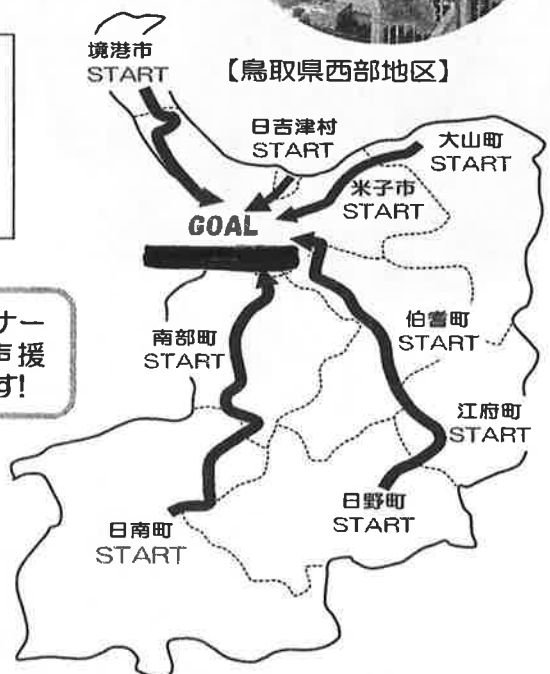 【鳥取県西部地区】
境港市
START
日吉津村
START
大山町
START
米子市
START
GOAL
南部町
START
伯耆町
START
江府町
START
日野町
START
日南町
START
ナー
声援
す!